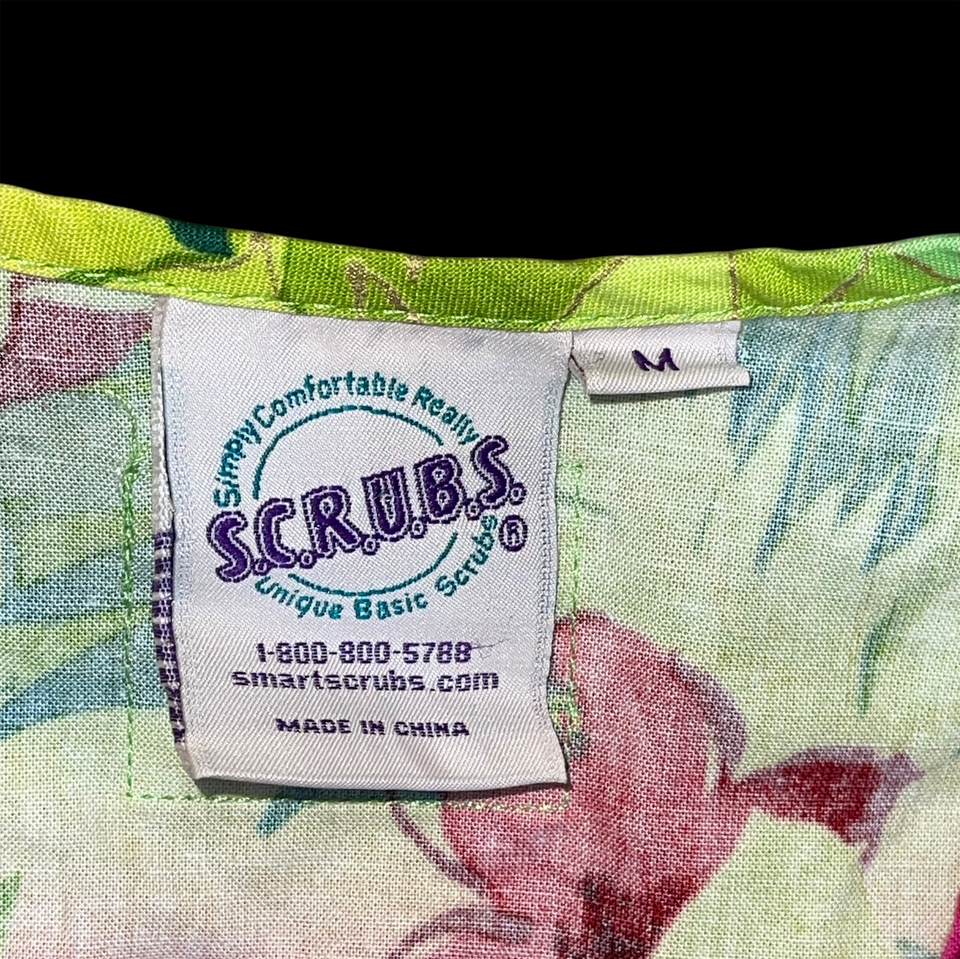 Simply Comfortable Really
S.C.R.U.B.S.®
Unique Basic Scrubs
1-800-800-5788
smartscrubs.com
MADE IN CHINA
M